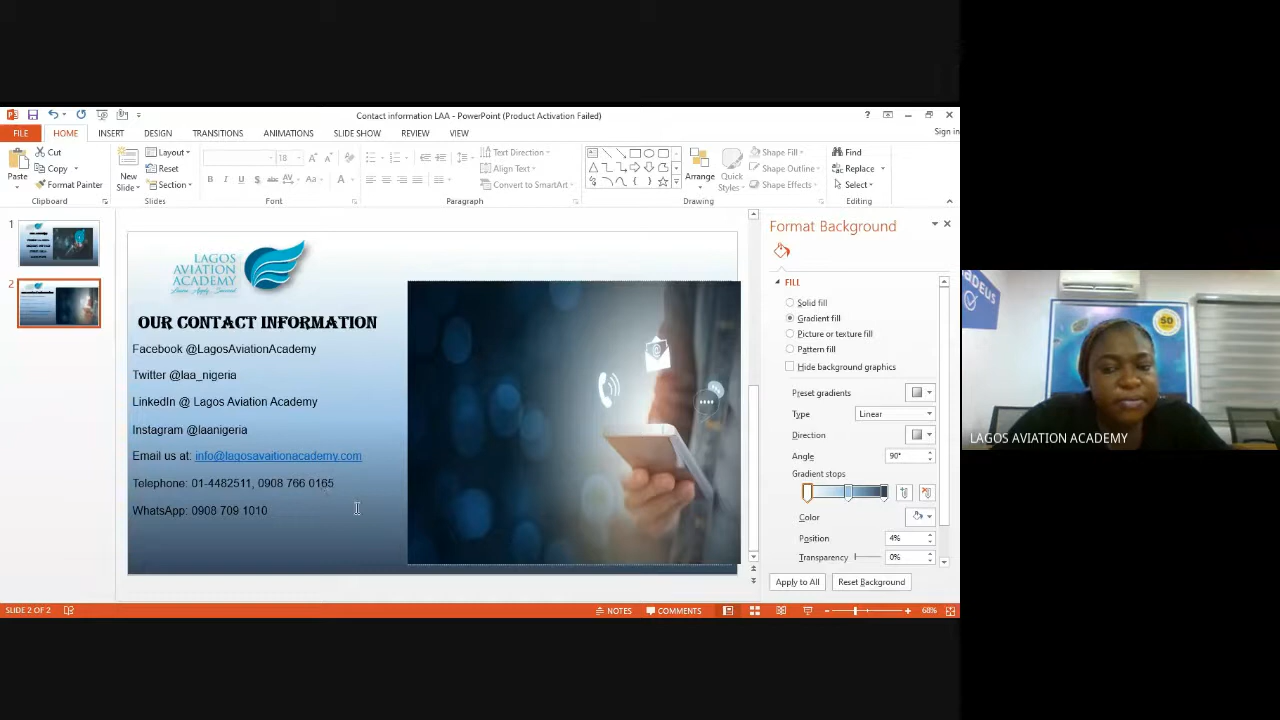 Contact information LAA - PowerPoint (Product Activation Failed)
FILE HOME INSERT DESIGN TRANSITIONS ANIMATIONS SLIDE SHOW REVIEW VIEW Sign in
Paste
Cut
Copy
Format Painter
Clipboard
New Slide
Layout
Reset
Section
Slides
18
Font
Text Direction
Align Text
Convert to SmartArt
Paragraph
Arrange
Quick Styles
Shape Fill
Shape Outline
Shape Effects
Drawing
Find
Replace
Select
Editing
1
2
LAGOS
AVIATION
ACADEMY
OUR CONTACT INFORMATION
Facebook @LagosAviationAcademy
Twitter @laa_nigeria
LinkedIn @ Lagos Aviation Academy
Instagram @laanigeria
Email us at: info@lagosavaitionacademy.com
Telephone: 01-4482511, 0908 766 0165
WhatsApp: 0908 709 1010
Format Background
FILL
Solid fill
Gradient fill
Picture or texture fill
Pattern fill
Hide background graphics
Preset gradients
Type Linear
Direction
Angle 90°
Gradient stops
Color
Position 4%
Transparency 0%
Apply to All Reset Background
SLIDE 2 OF 2 NOTES COMMENTS 68%
adeus
50
LAGOS AVIATION ACADEMY